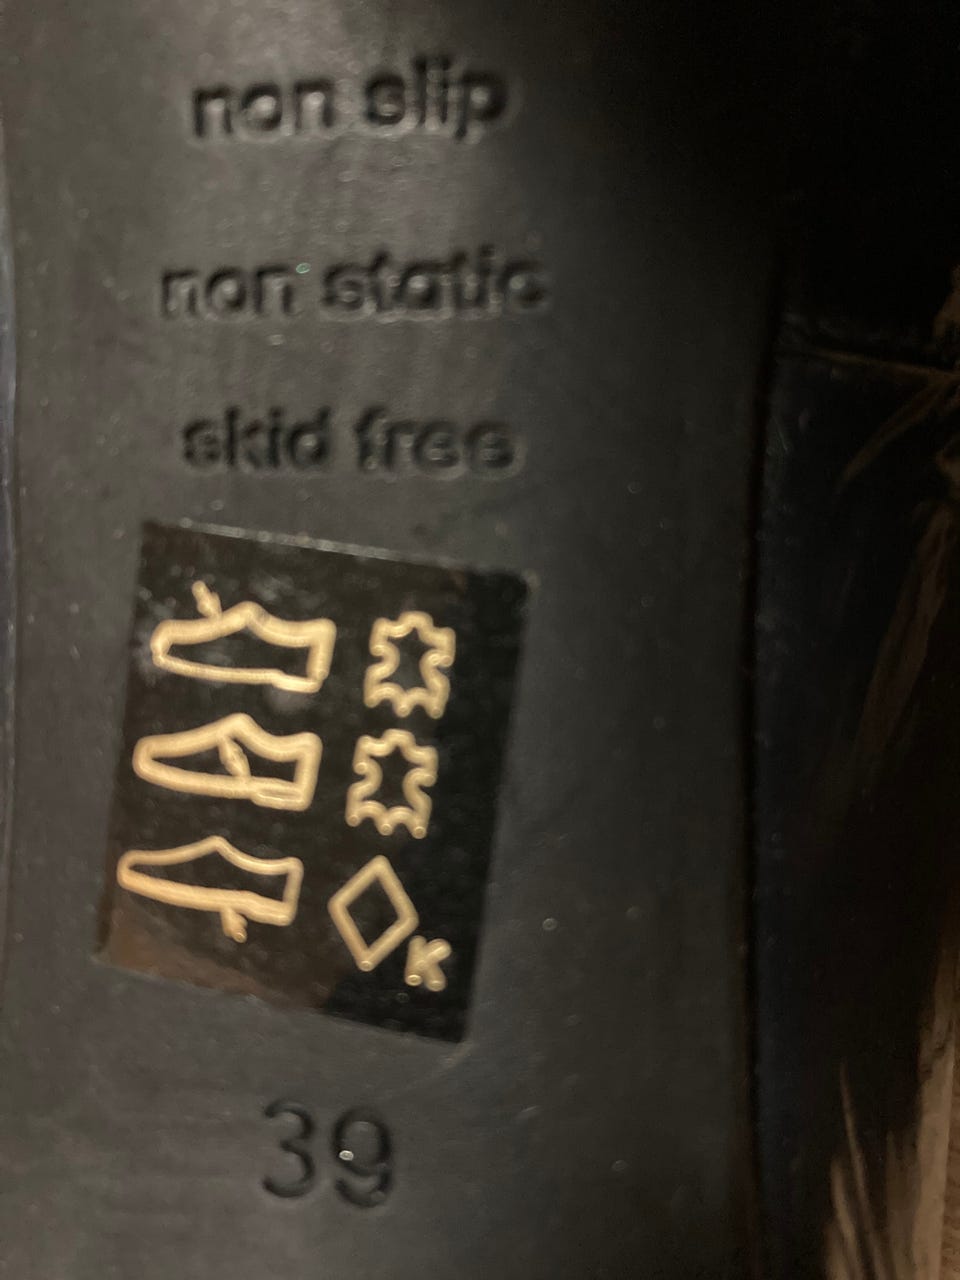 non slip
non static
skid free
K
39